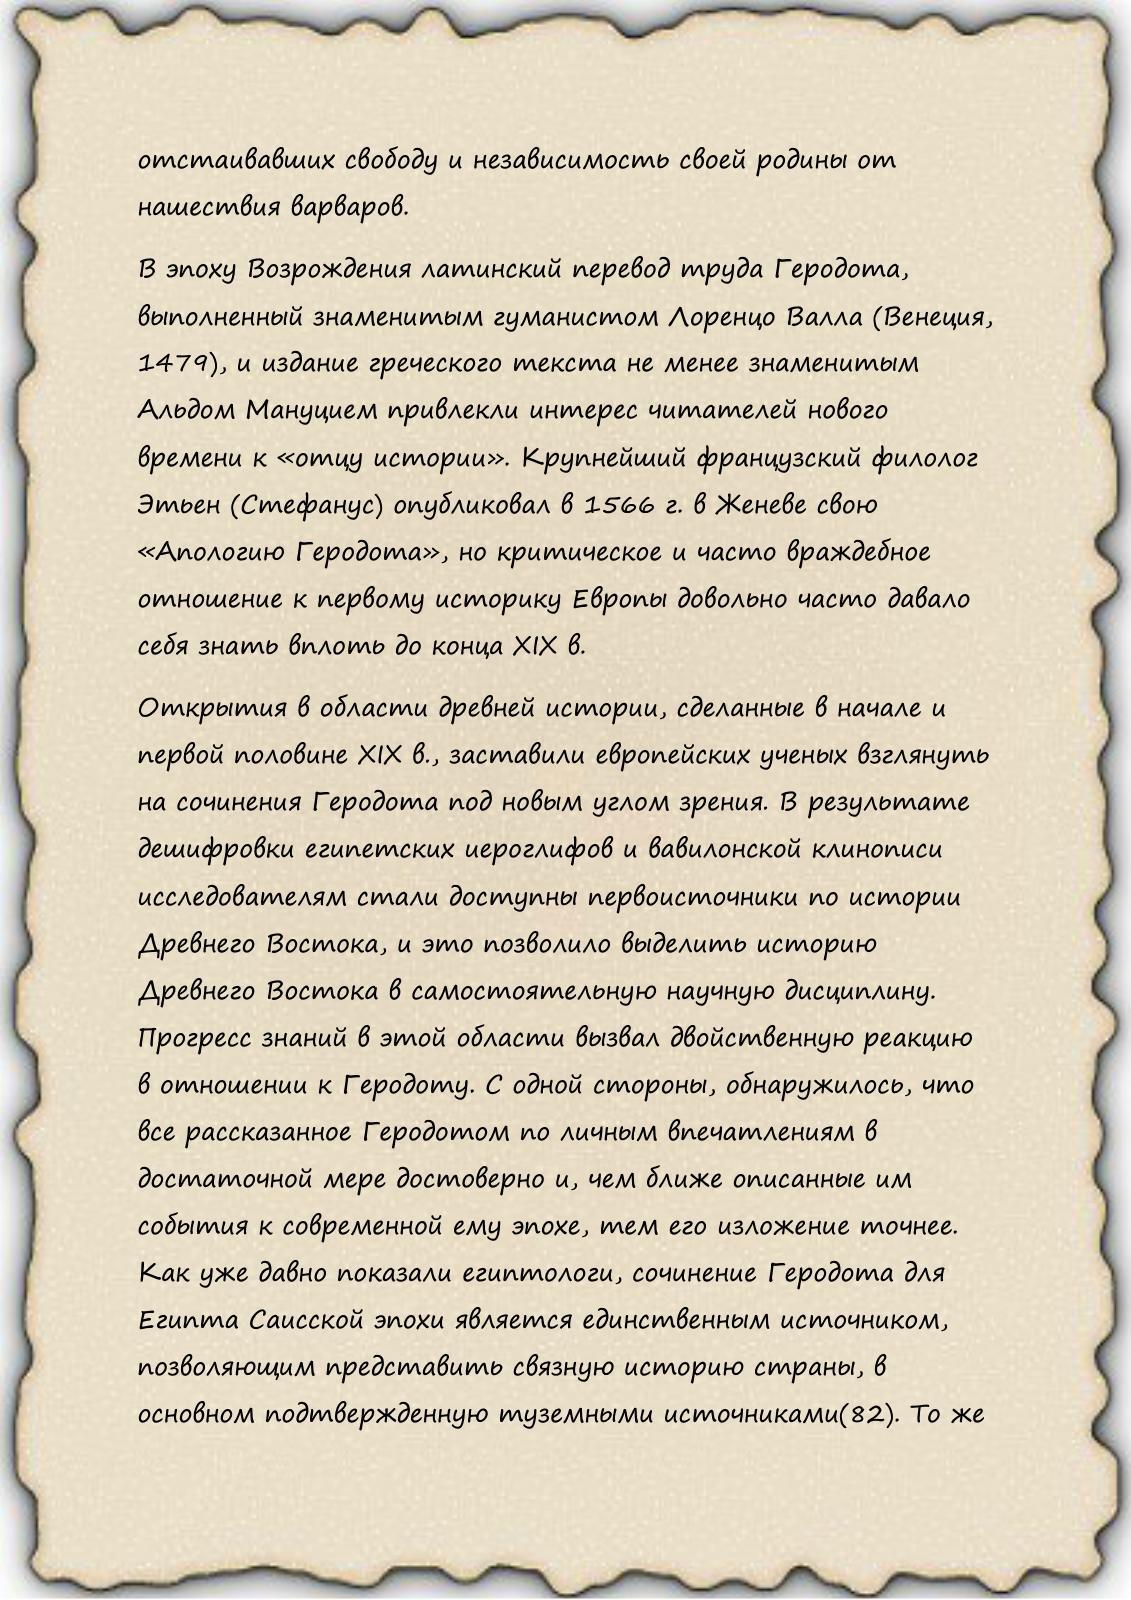 отстаивавших свободу и независимость своей родины от
нашествия варваров.
В эпоху Возрождения латинский перевод труда Геродота,
выполненный знаменитым гуманистом Лоренцо Валла (Венеция,
1479), и издание греческого текста не менее знаменитым
Альдом Мануцием привлекли интерес читателей нового
времени к «отцу истории». Крупнейший французский филолог
Этьен (Стефанус) опубликовал в 1566 г. в Женеве свою
«Апологию Геродота», но критическое и часто враждебное
отношение к первому историку Европы довольно часто давало
себя знать вплоть до конца XIX в.
Открытия в области древней истории, сделанные в начале и
первой половине XIX в., заставили европейских ученых взглянуть
на сочинения Геродота под новым углом зрения. В результате
дешифровки египетских иероглифов и вавилонской клинописи
исследователям стали доступны первоисточники по истории
Древнего Востока, и это позволило выделить историю
Древнего Востока в самостоятельную научную дисциплину.
Прогресс знаний в этой области вызвал двойственную реакцию
в отношении к Геродоту. С одной стороны, обнаружилось, что
все рассказанное Геродотом по личным впечатлениям в
достаточной мере достоверно и, чем ближе описанные им
события к современной ему эпохе, тем его изложение точнее.
Как уже давно показали египтологи, сочинение Геродота для
Египта Саисской эпохи является единственным источником,
позволяющим представить связную историю страны, в
основном подтвержденную туземными источниками(82). То же